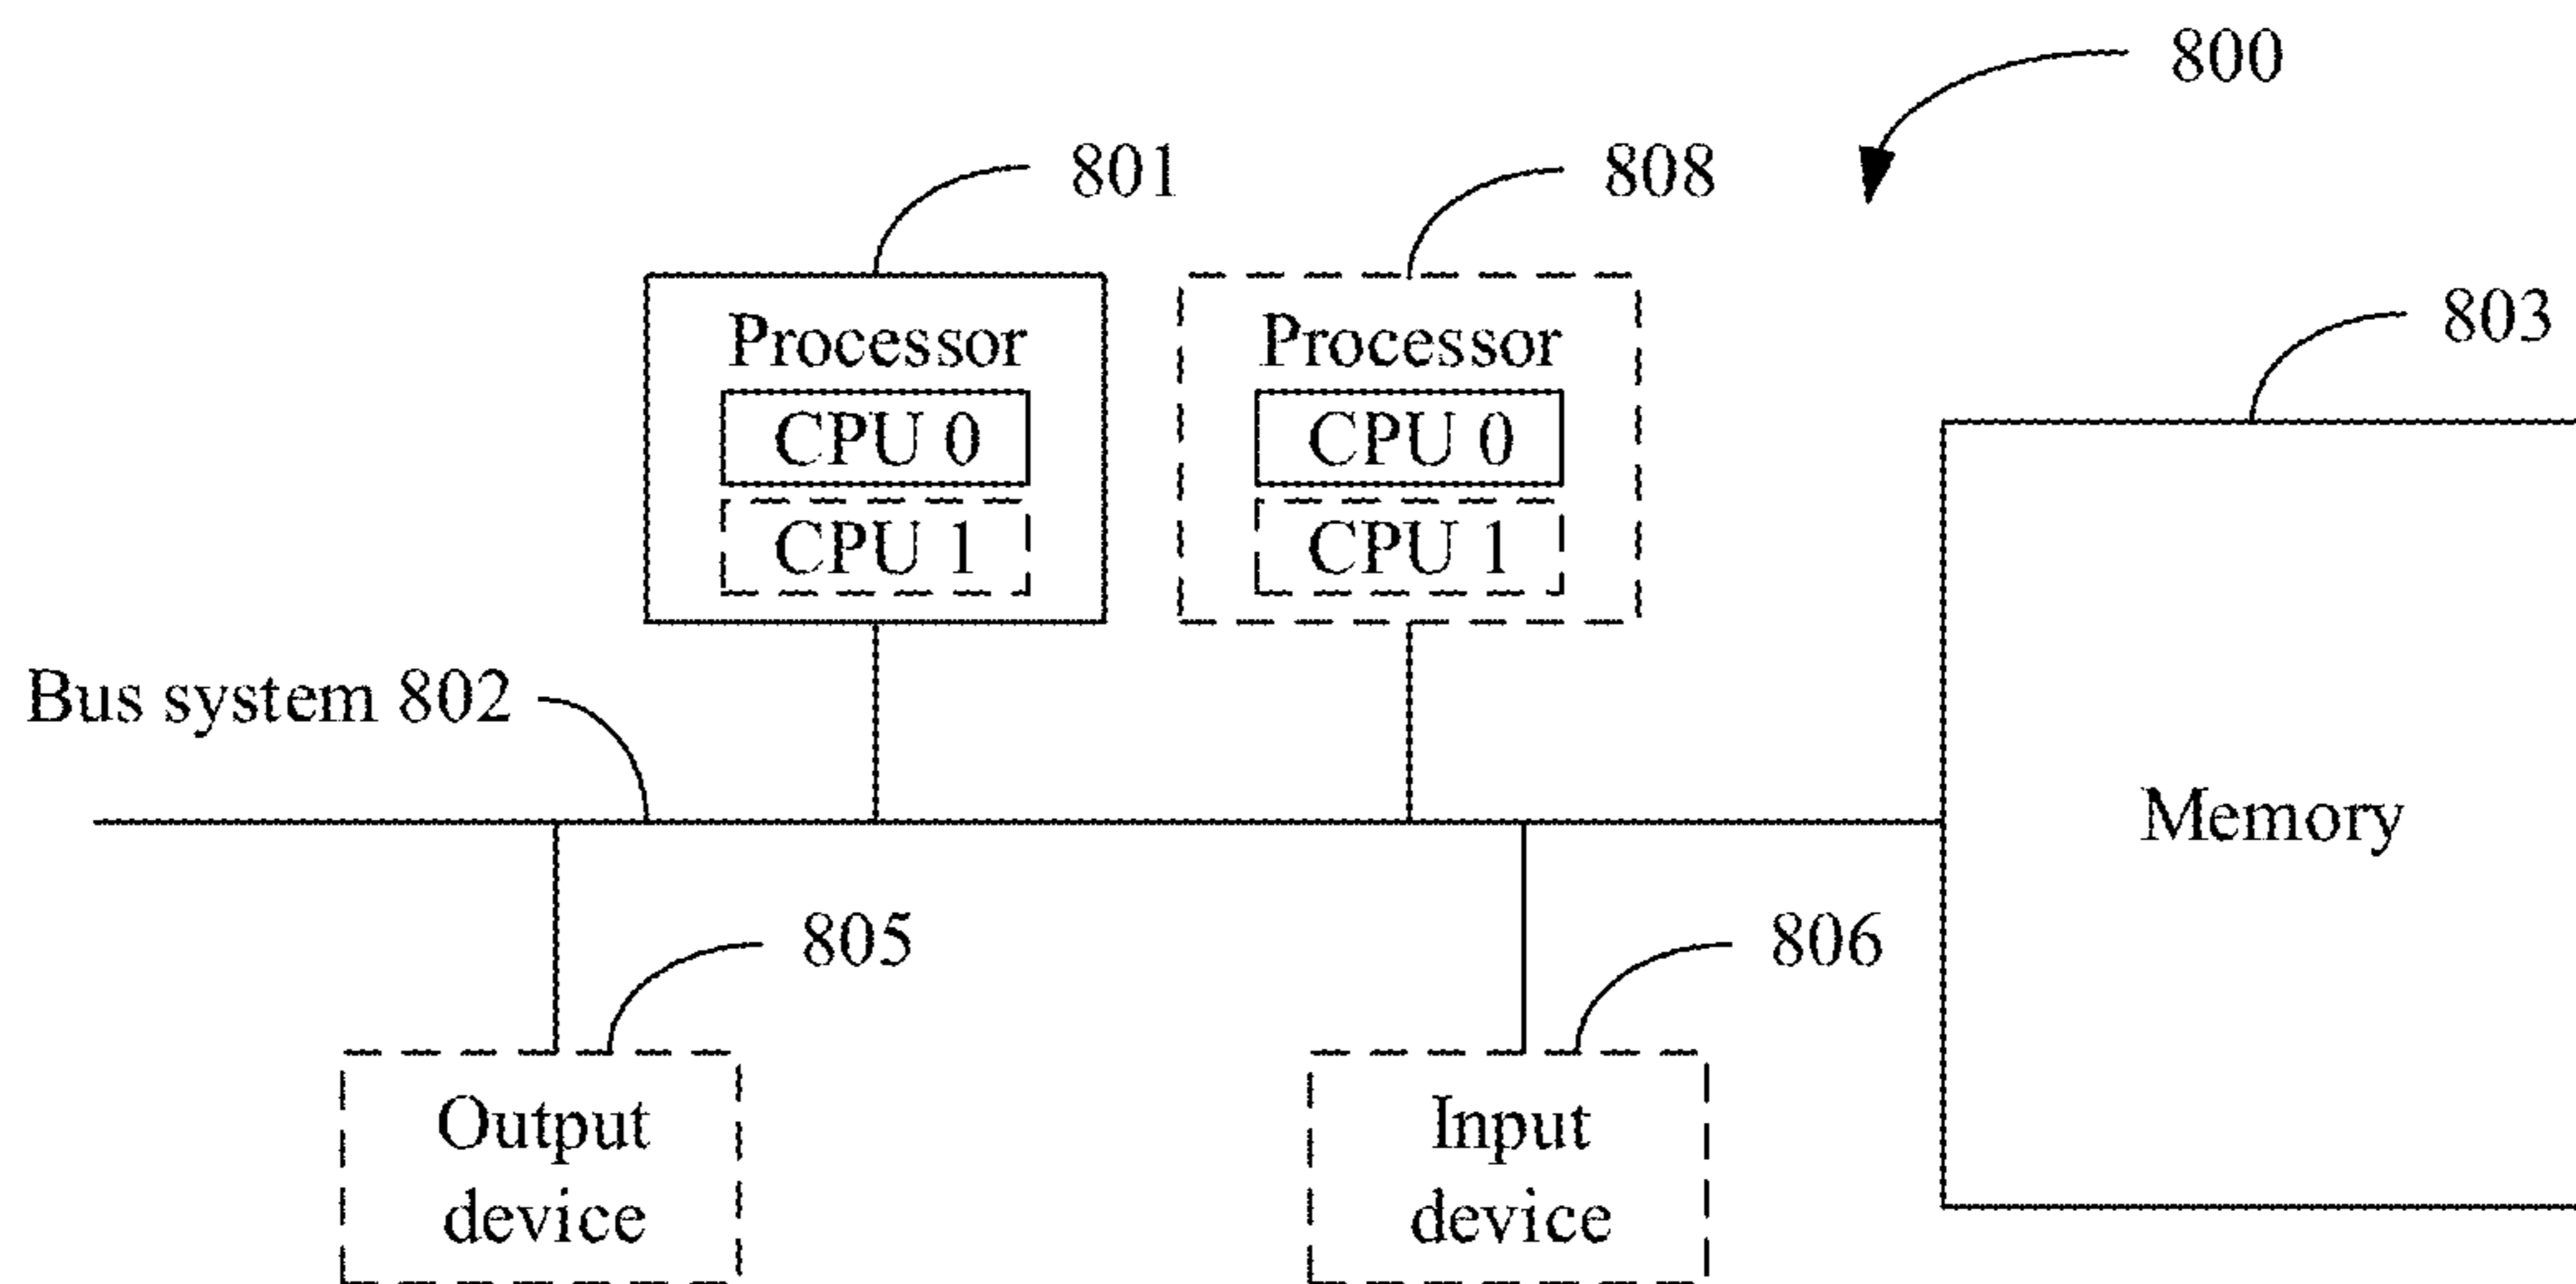 800
801
808
803
Processor
CPU 0
CPU 1
Processor
CPU 0
CPU 1
Bus system 802
Memory
805
806
Output
device
Input
device